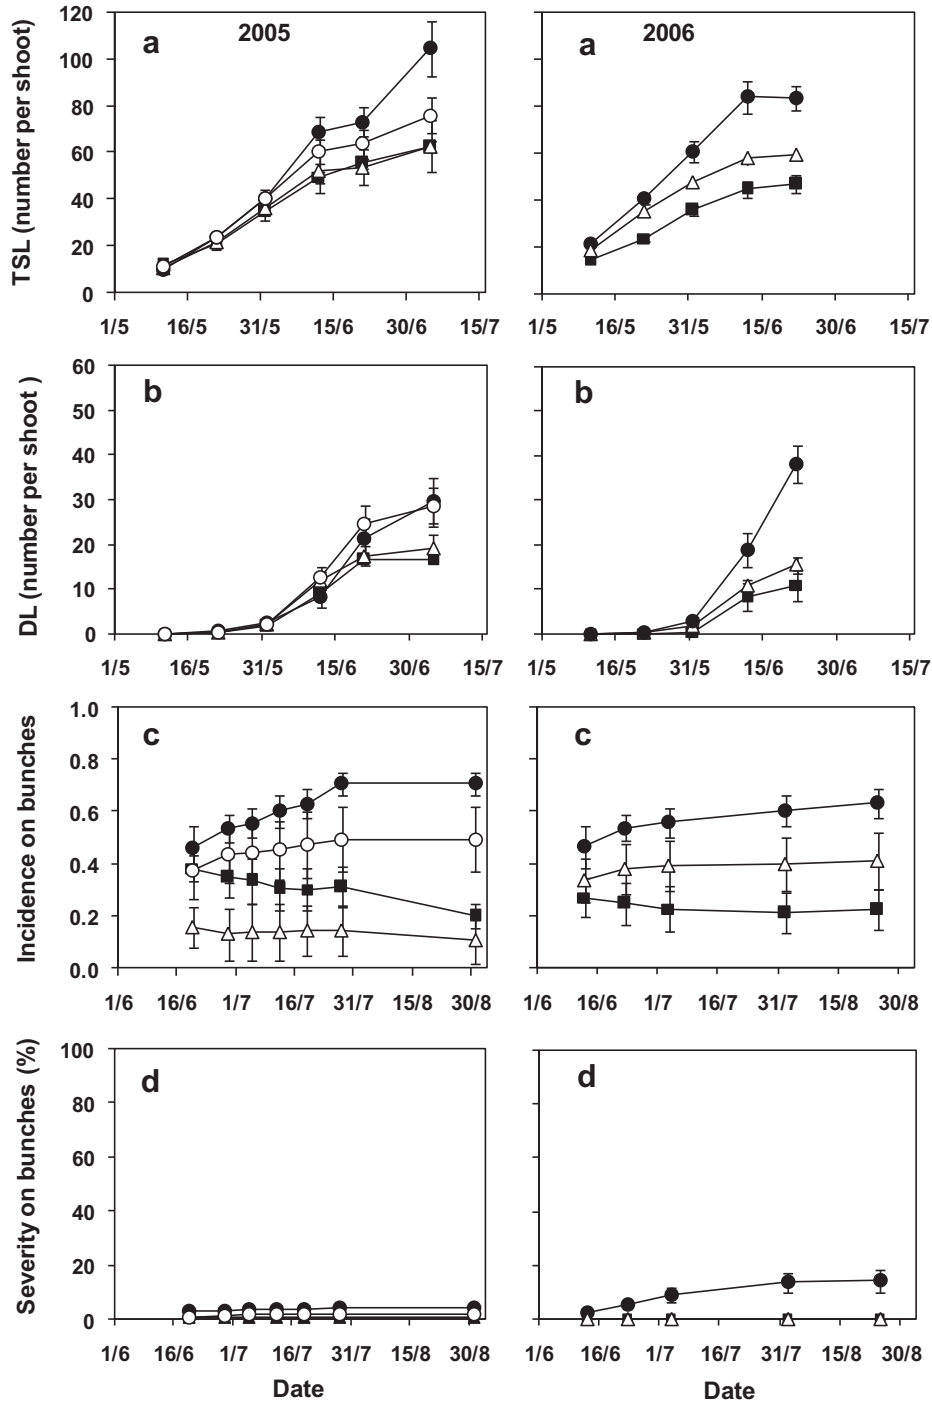 2005
2006
a
a
TSL (number per shoot)
120
100
80
60
40
20
0
1/5 16/5 31/5 15/6 30/6 15/7
1/5 16/5 31/5 15/6 30/6 15/7
b
b
DL (number per shoot )
60
50
40
30
20
10
0
1/5 16/5 31/5 15/6 30/6 15/7
1/5 16/5 31/5 15/6 30/6 15/7
c
c
Incidence on bunches
1.0
0.8
0.6
0.4
0.2
0.0
1/6 16/6 1/7 16/7 31/7 15/8 30/8
1/6 16/6 1/7 16/7 31/7 15/8 30/8
d
d
Severity on bunches (%)
100
80
60
40
20
0
1/6 16/6 1/7 16/7 31/7 15/8 30/8
1/6 16/6 1/7 16/7 31/7 15/8 30/8
Date
Date